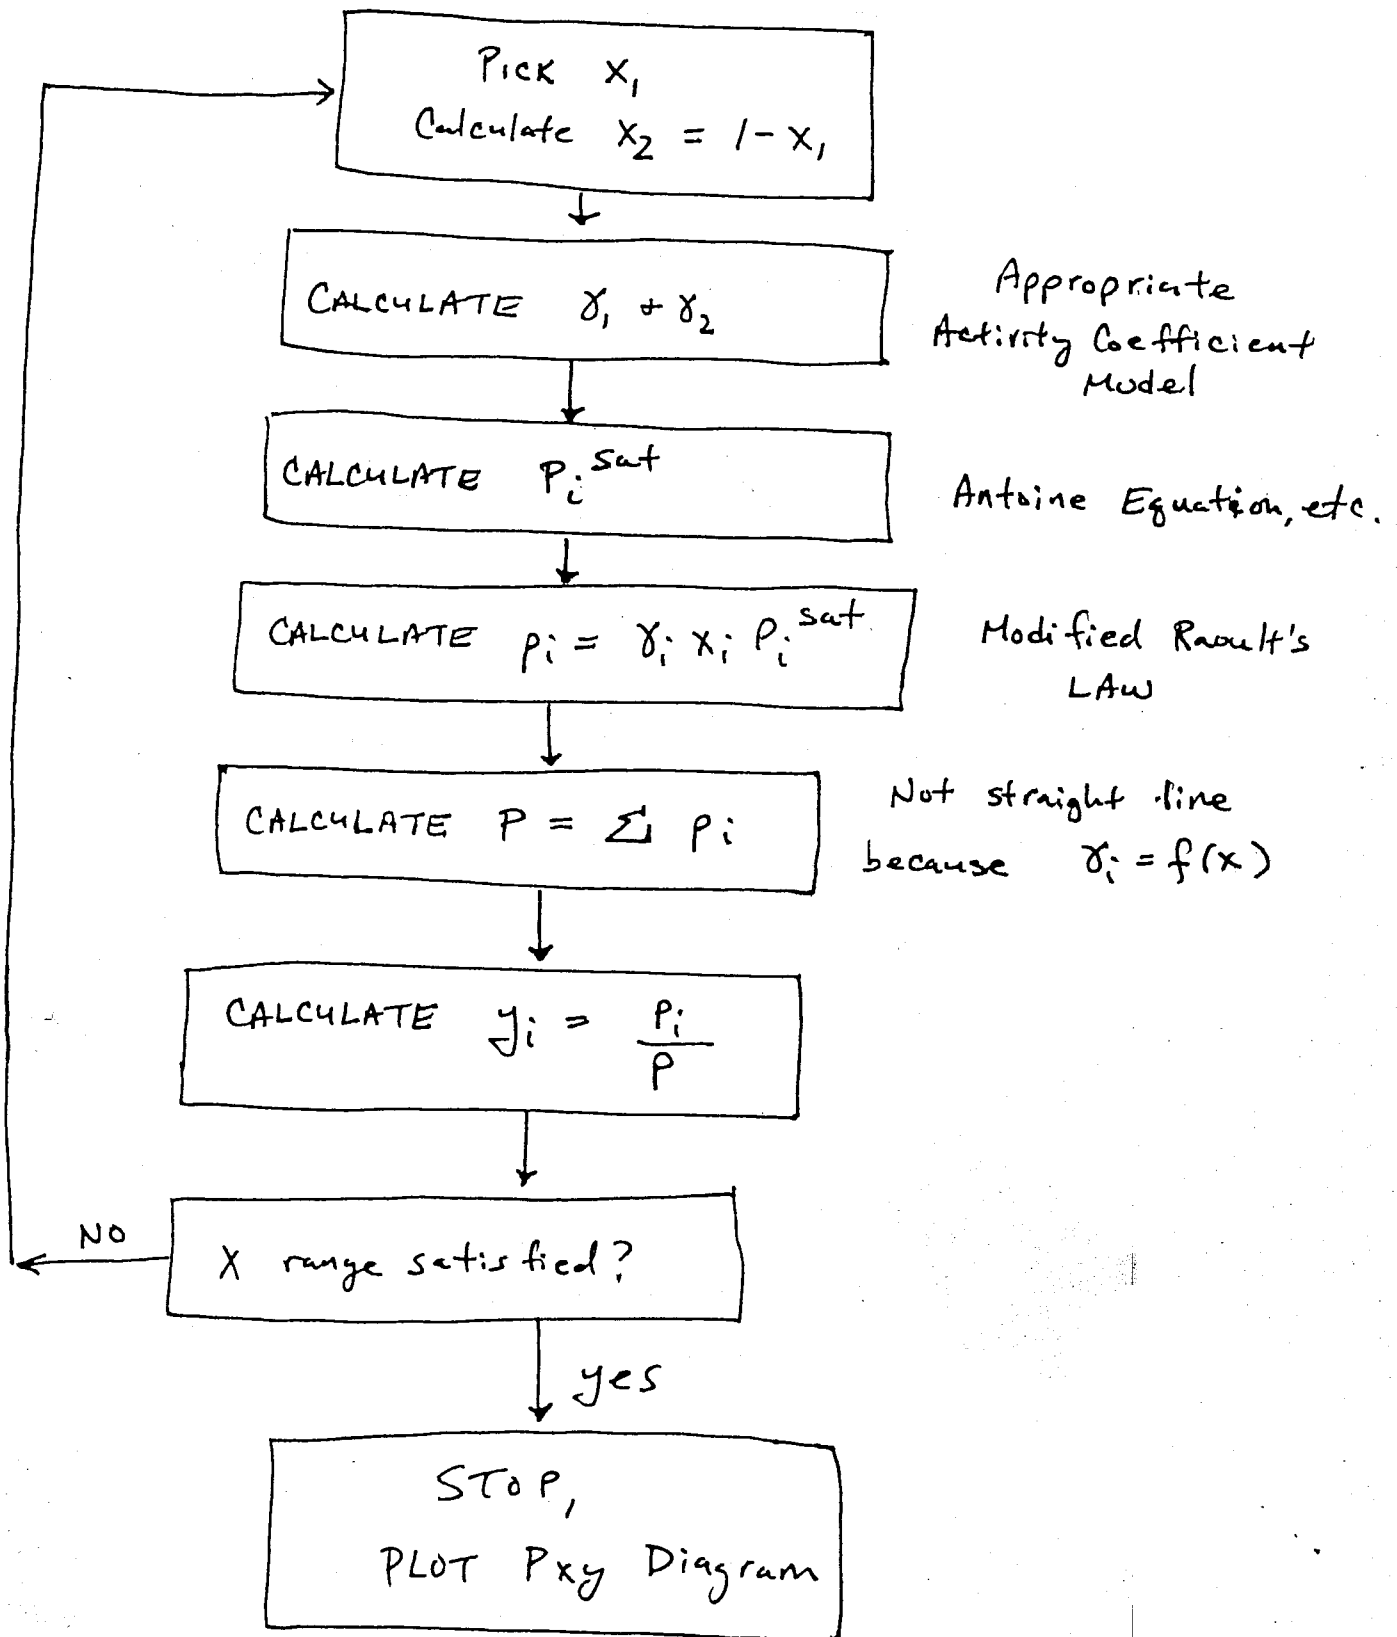 Pick x₁
Calculate x₂ = 1 - x₁
CALCULATE γ₁ + γ₂
Appropriate
Activity Coefficient
Model
CALCULATE Pᵢ^sat
Antoine Equation, etc.
CALCULATE pᵢ = γᵢ xᵢ Pᵢ^sat
Modified Raoult's
LAW
CALCULATE P = Σ pᵢ
Not straight line
because γᵢ = f(x)
CALCULATE yᵢ = pᵢ / P
NO
X range satisfied?
yes
STOP,
PLOT Pxy Diagram